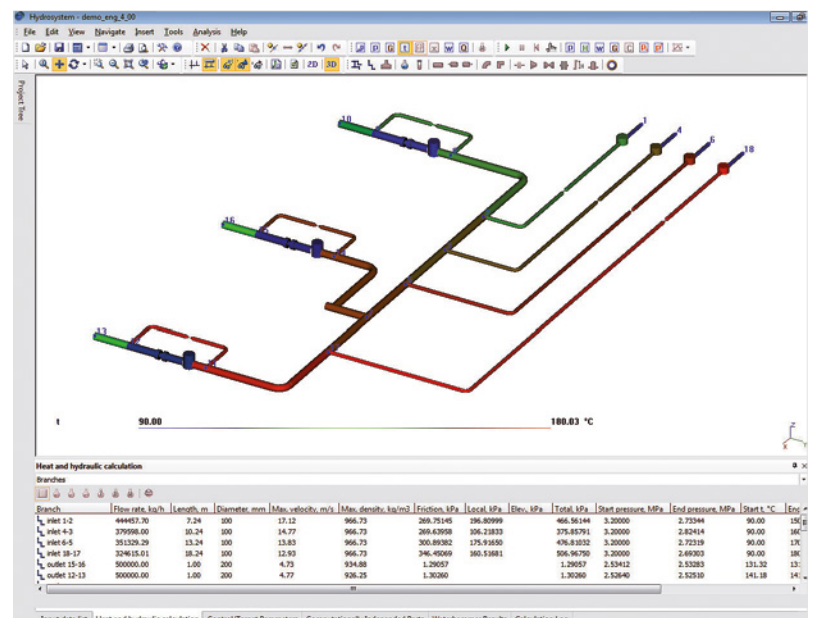 Hydrosystem - demo_eng_4_00
File Edit View Navigate Insert Tools Analysis Help
2D 3D
Project Tree
10
1
4
6
18
16
13
t 90.00 180.03 °C
Heat and hydraulic calculation
Branches
Branch Flow rate, kg/h Length, m Diameter, mm Max. velocity, m/s Max. density, kg/m3 Friction, kPa Local, kPa Elev., kPa Total, kPa Start pressure, MPa End pressure, MPa Start t, °C
inlet 1-2 444457.70 7.24 100 17.12 966.73 269.75145 196.80999 466.56144 3.20000 2.73344 90.00
inlet 4-3 379598.00 10.24 100 14.77 966.73 269.63958 106.21833 375.85791 3.20000 2.82414 90.00
inlet 6-5 351329.29 13.24 100 13.83 966.73 300.89382 175.91650 476.81032 3.20000 2.72319 90.00
inlet 18-17 324615.01 18.24 100 12.93 966.73 346.45069 160.51681 506.96750 3.20000 2.69303 90.00
outlet 15-16 500000.00 1.00 200 4.73 934.88 1.29057 1.29057 2.53412 2.53283 131.32
outlet 12-13 500000.00 1.00 200 4.77 926.25 1.30260 1.30260 2.52640 2.52510 141.18